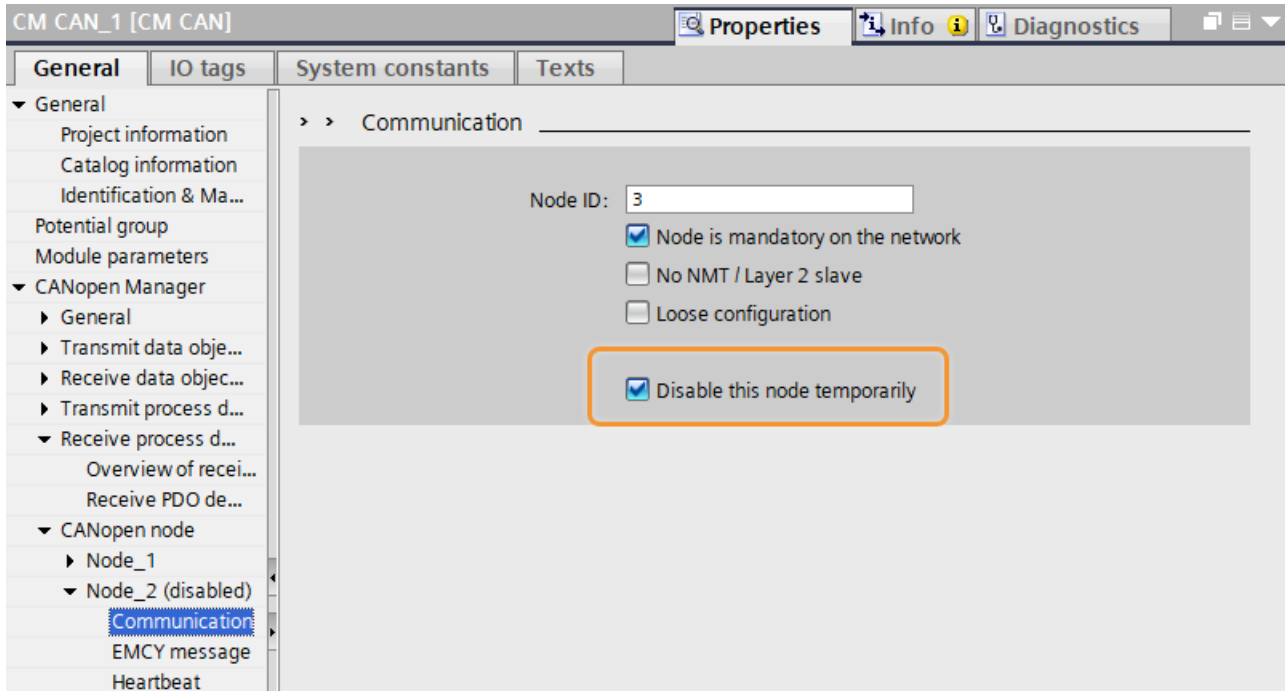 CM CAN_1 [CM CAN]
Properties
Info
Diagnostics
General
IO tags
System constants
Texts
General
Project information
Catalog information
Identification & Ma...
Potential group
Module parameters
CANopen Manager
General
Transmit data obje...
Receive data objec...
Transmit process d...
Receive process d...
Overview of recei...
Receive PDO de...
CANopen node
Node_1
Node_2 (disabled)
Communication
EMCY message
Heartbeat
> > Communication
Node ID: 3
Node is mandatory on the network
No NMT / Layer 2 slave
Loose configuration
Disable this node temporarily